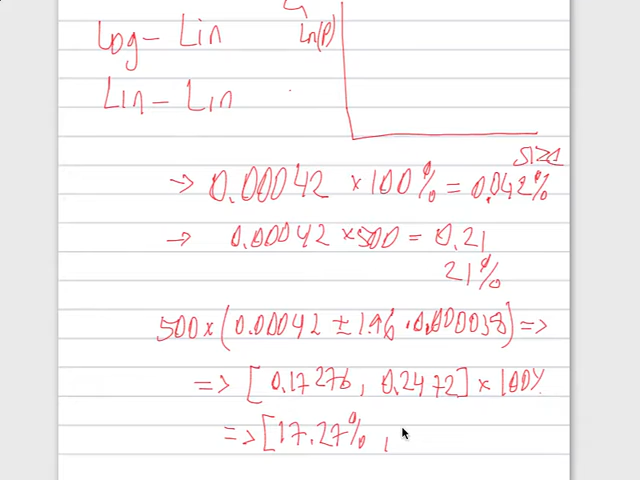 Log - Lin
Ln(P)
Lin - Lin
Size
→ 0.00042 × 100% = 0.042%
→ 0.00042 × 500 = 0.21
21%
500 × (0.00042 ± 1.96 · 0.000038) =>
=> [0.17276, 0.2472] × 100%
=> [17.27%,